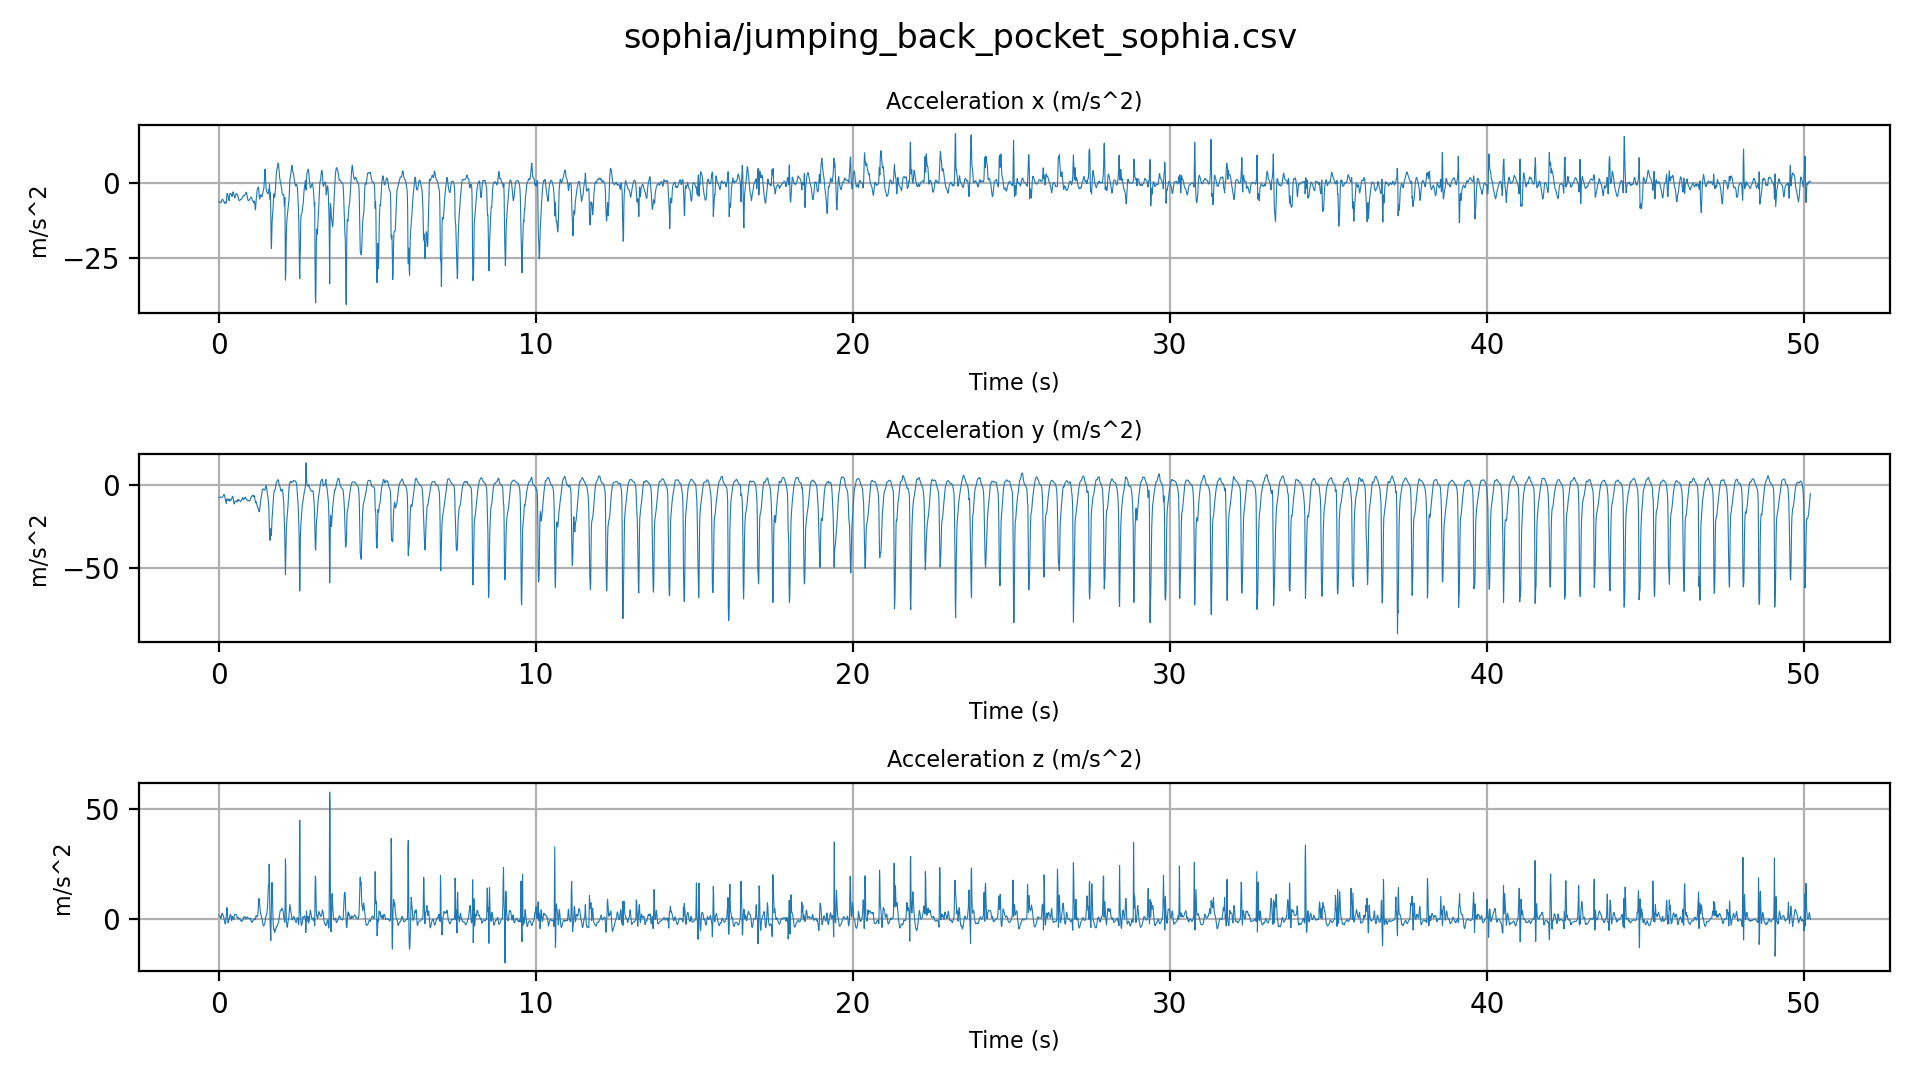 sophia/jumping_back_pocket_sophia.csv
Acceleration x (m/s^2)
m/s^2
0
−25
0 10 20 30 40 50
Time (s)
Acceleration y (m/s^2)
m/s^2
0
−50
0 10 20 30 40 50
Time (s)
Acceleration z (m/s^2)
m/s^2
50
0
0 10 20 30 40 50
Time (s)